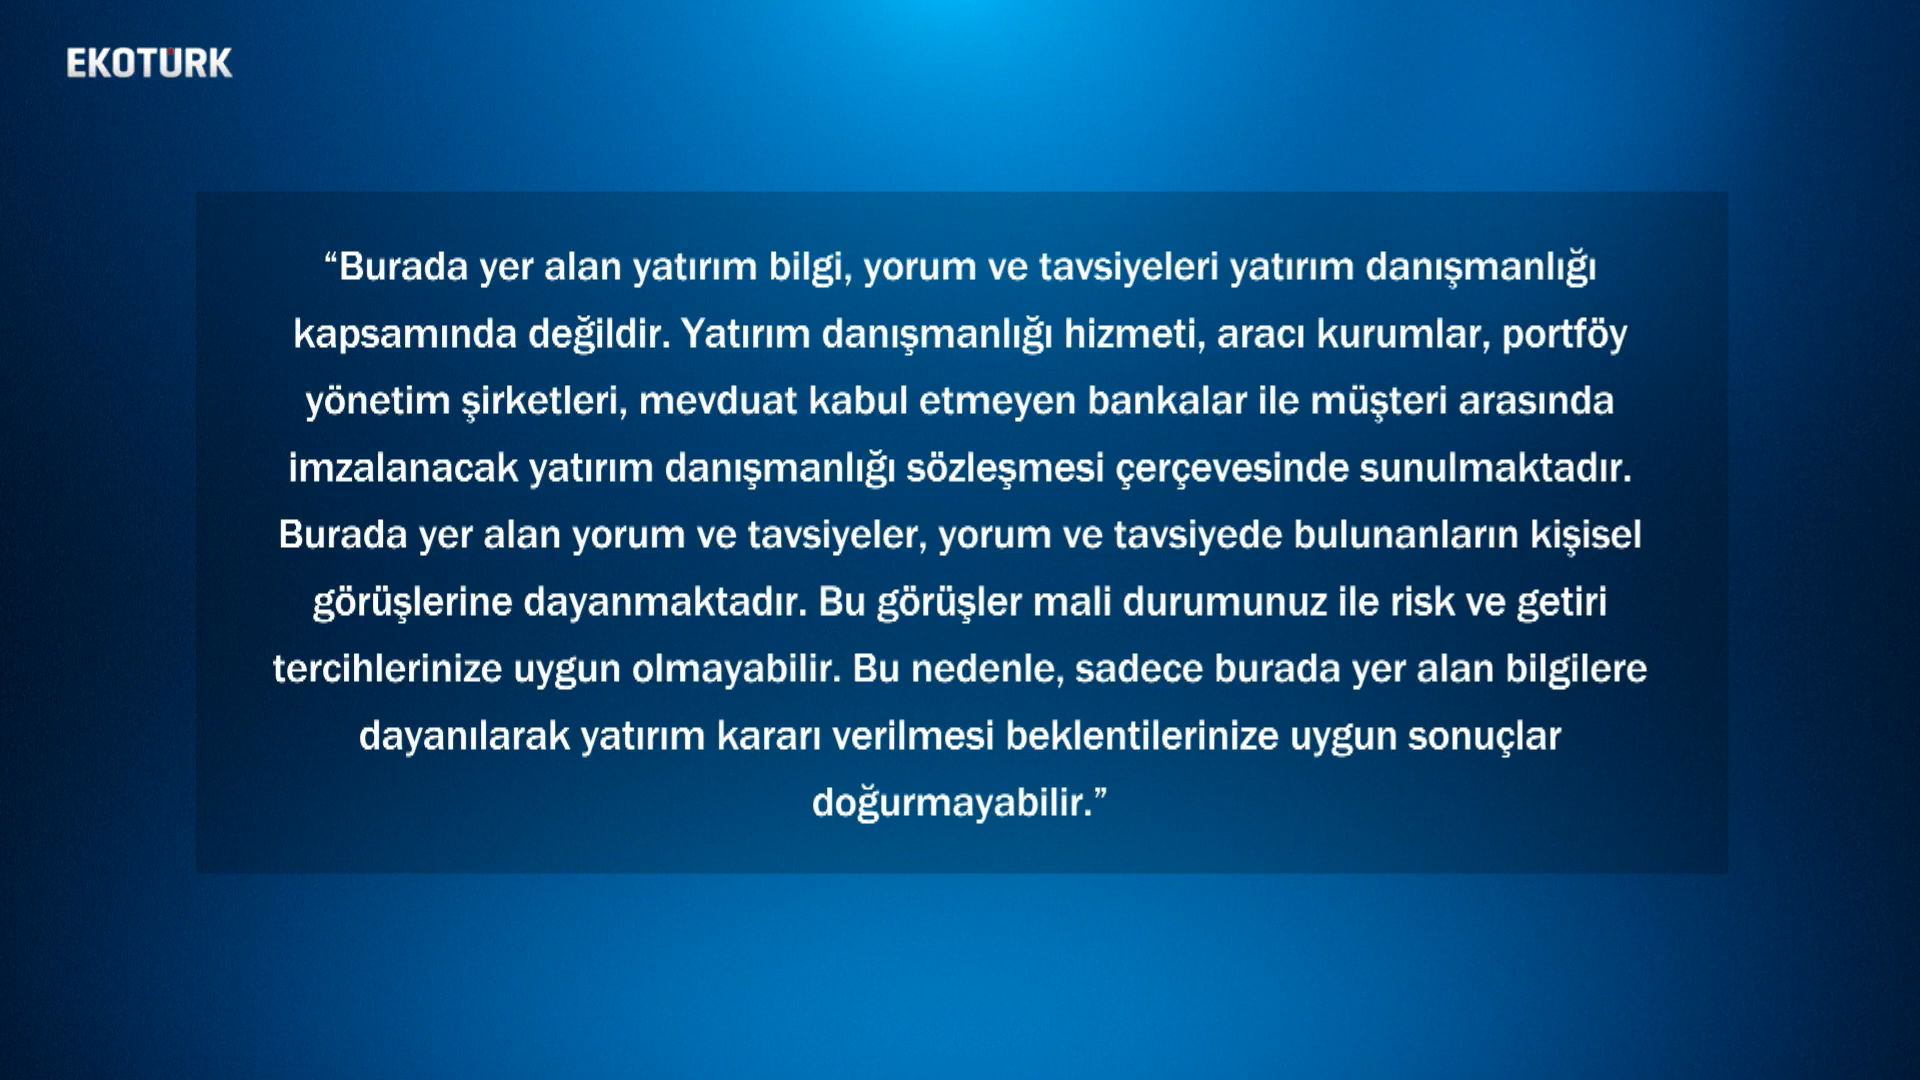 EKOTÜRK
“Burada yer alan yatırım bilgi, yorum ve tavsiyeleri yatırım danışmanlığı
kapsamında değildir. Yatırım danışmanlığı hizmeti, aracı kurumlar, portföy
yönetim şirketleri, mevduat kabul etmeyen bankalar ile müşteri arasında
imzalanacak yatırım danışmanlığı sözleşmesi çerçevesinde sunulmaktadır.
Burada yer alan yorum ve tavsiyeler, yorum ve tavsiyede bulunanların kişisel
görüşlerine dayanmaktadır. Bu görüşler mali durumunuz ile risk ve getiri
tercihlerinize uygun olmayabilir. Bu nedenle, sadece burada yer alan bilgilere
dayanılarak yatırım kararı verilmesi beklentilerinize uygun sonuçlar
doğurmayabilir.”